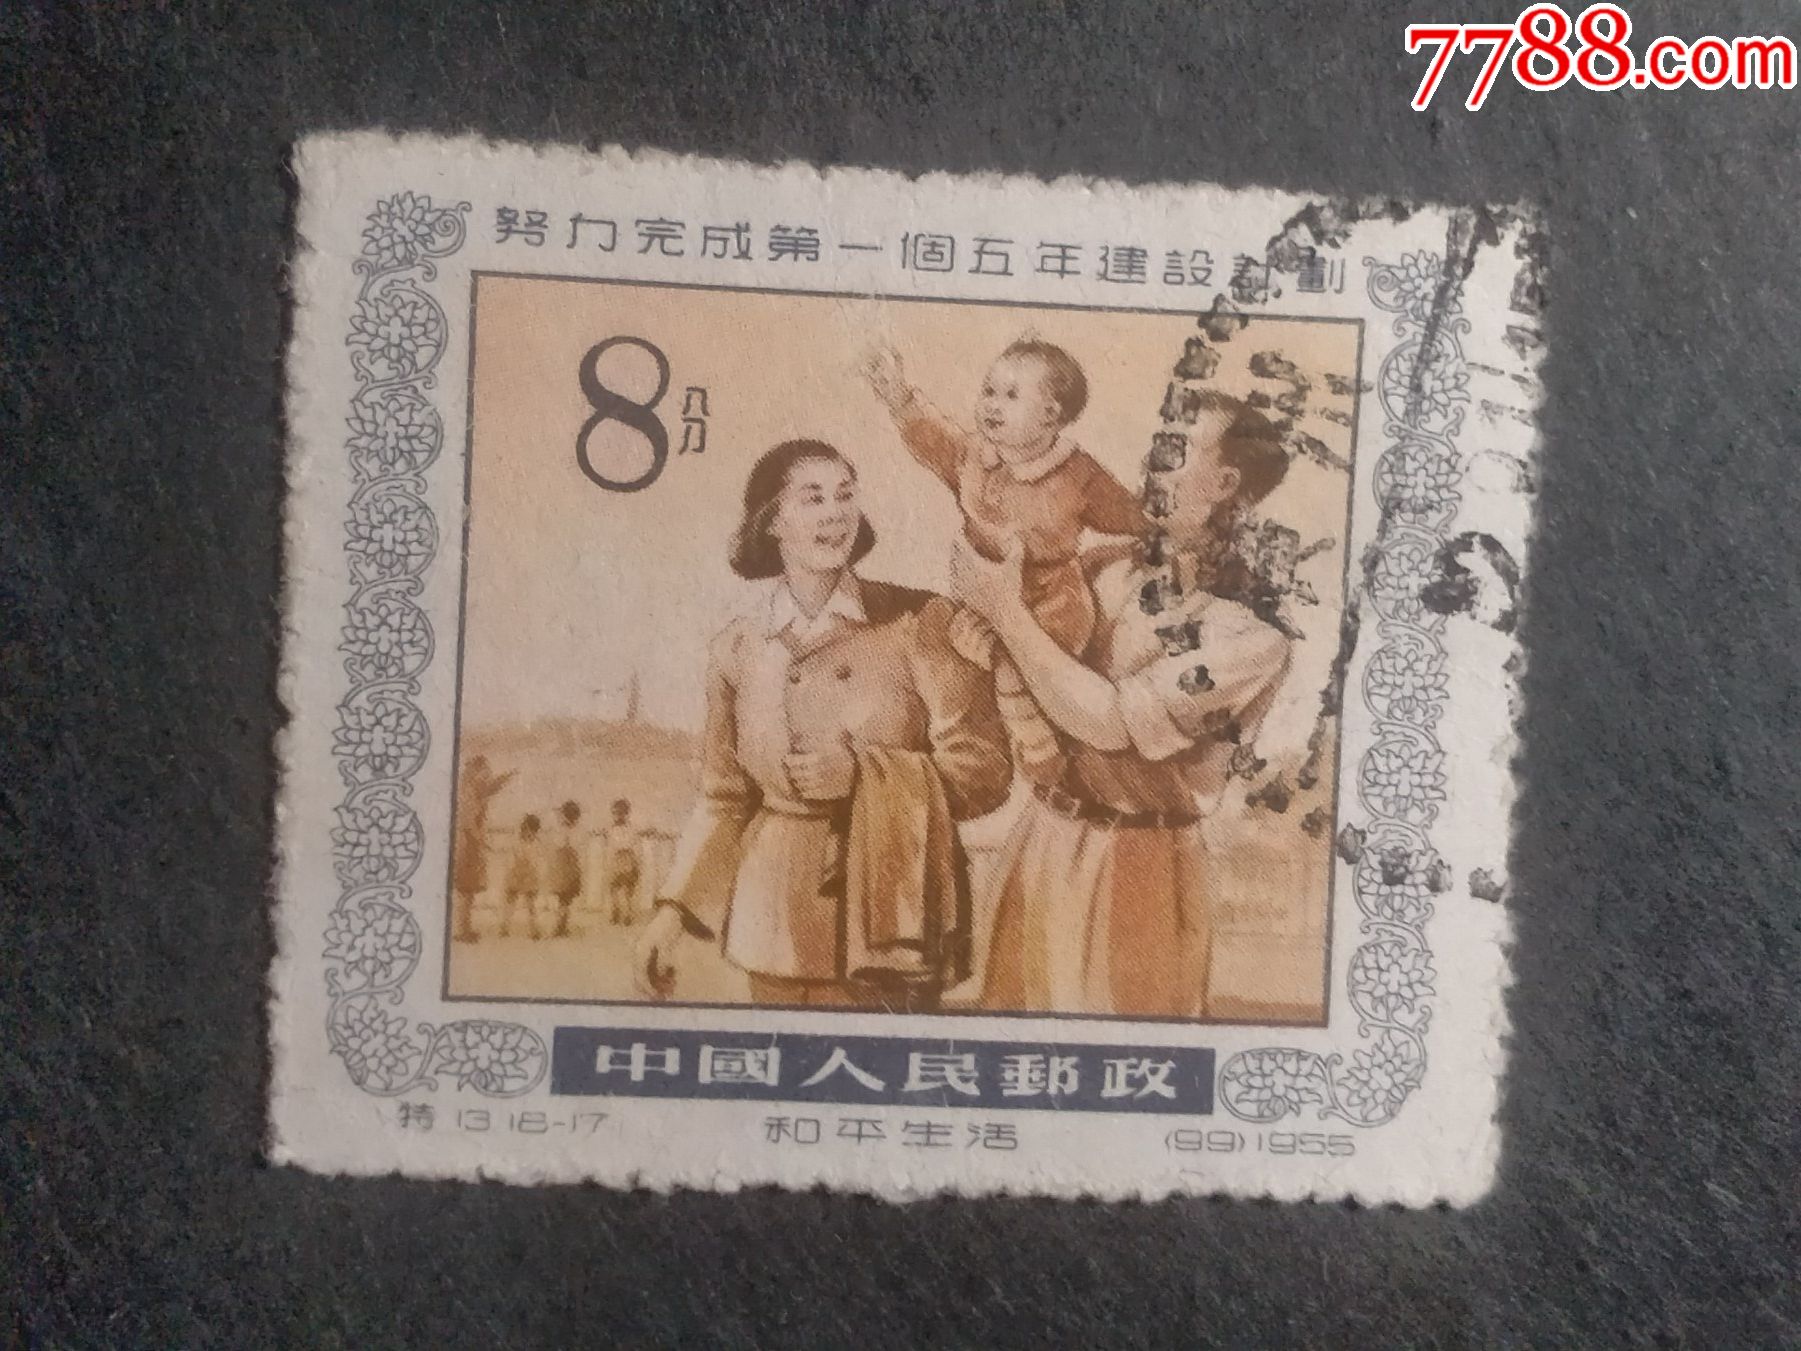 7788.com
努力完成第一個五年建設計劃
8分
中國人民郵政
特13 18-17 和平生活 (99)1955